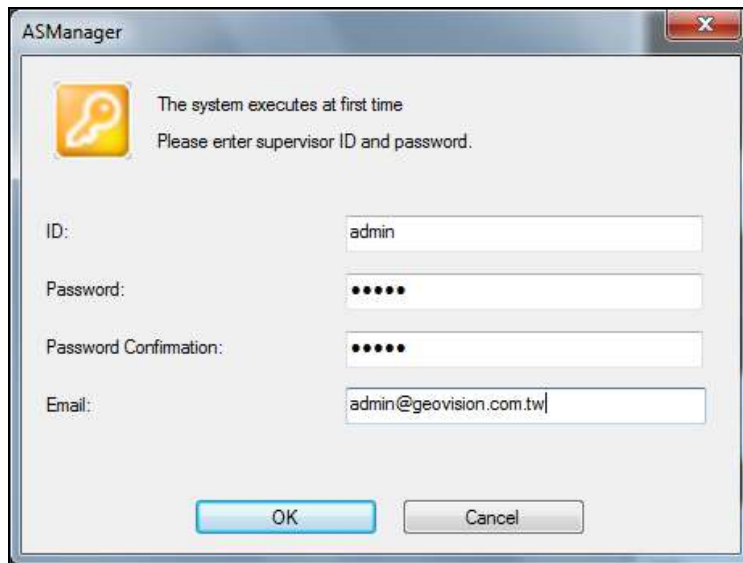 ASManager
The system executes at first time
Please enter supervisor ID and password.
ID:
admin
Password:
•••••
Password Confirmation:
•••••
Email:
admin@geovision.com.tw
OK
Cancel